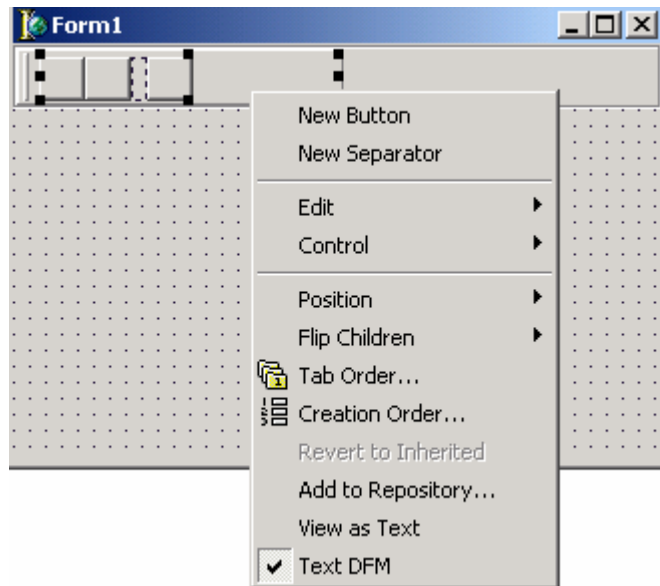 Form1
New Button
New Separator
Edit
Control
Position
Flip Children
Tab Order...
Creation Order...
Revert to Inherited
Add to Repository...
View as Text
Text DFM